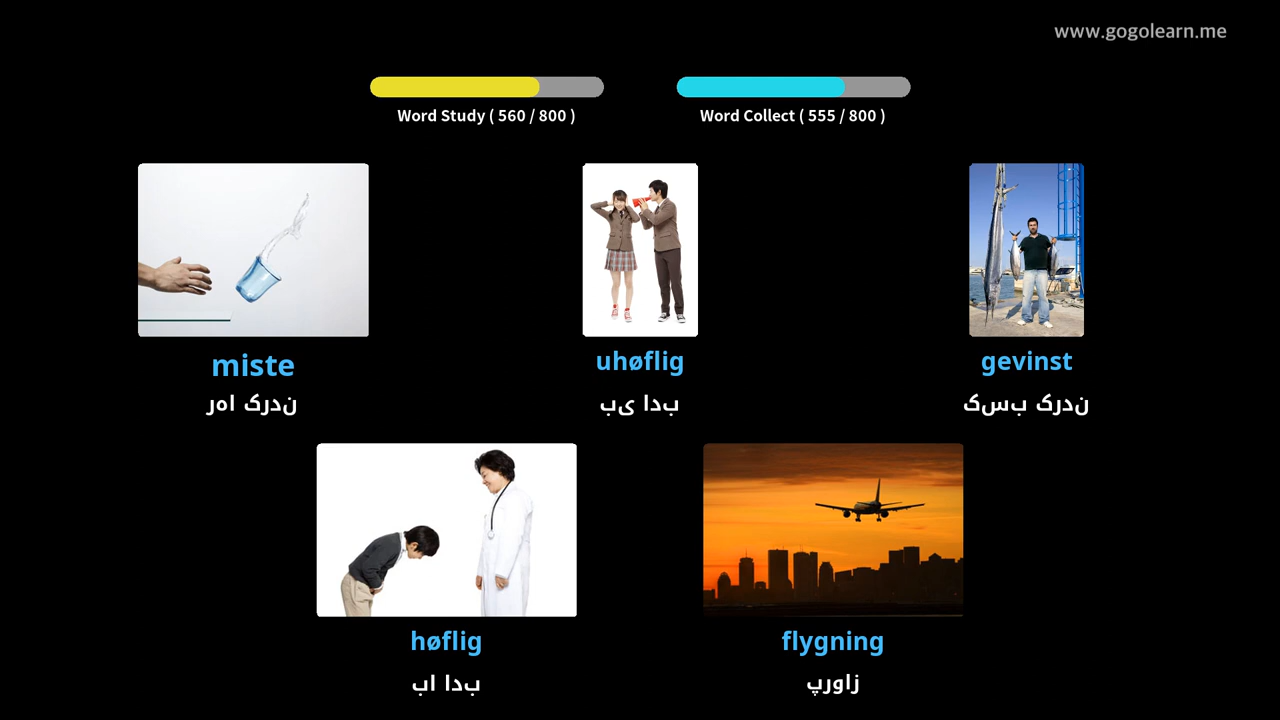 www.gogolearn.me
Word Study ( 560 / 800 )
Word Collect ( 555 / 800 )
miste
ندرک اهر
uhøflig
بدا یب
gevinst
ندرک بسک
høflig
بدا اب
flygning
زاورپ